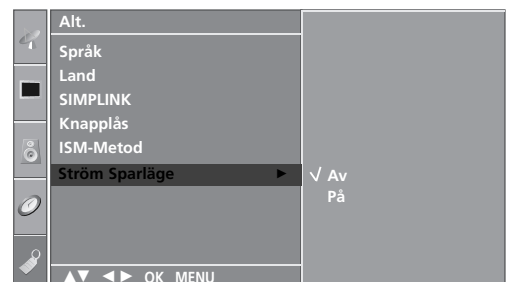 Alt.
Språk
Land
SIMPLINK
Knapplås
ISM-Metod
Ström Sparläge ►
√ Av
På
▲▼ ◄► OK MENU